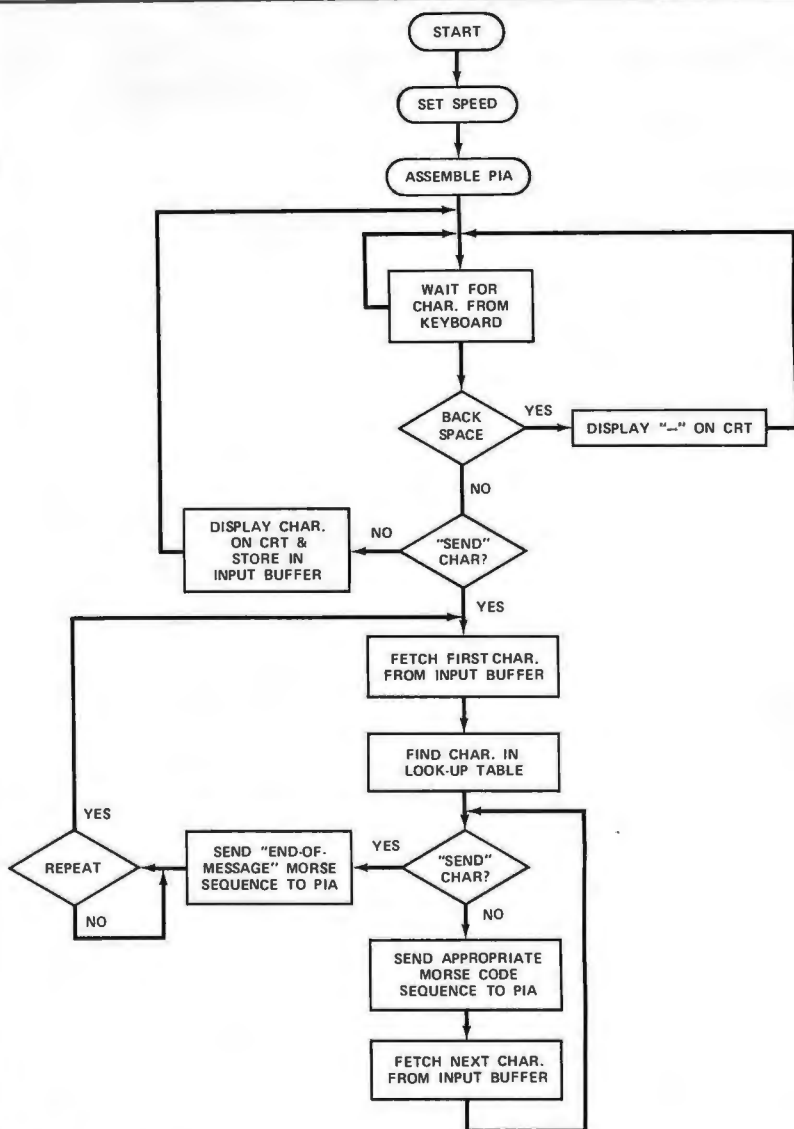 START
SET SPEED
ASSEMBLE PIA
WAIT FOR
CHAR. FROM
KEYBOARD
BACK
SPACE
YES
DISPLAY "—" ON CRT
NO
"SEND"
CHAR?
NO
DISPLAY CHAR.
ON CRT &
STORE IN
INPUT BUFFER
YES
FETCH FIRST CHAR.
FROM INPUT BUFFER
FIND CHAR. IN
LOOK-UP TABLE
"SEND"
CHAR?
YES
SEND "END-OF-
MESSAGE" MORSE
SEQUENCE TO PIA
REPEAT
YES
NO
NO
SEND APPROPRIATE
MORSE CODE
SEQUENCE TO PIA
FETCH NEXT CHAR.
FROM INPUT BUFFER